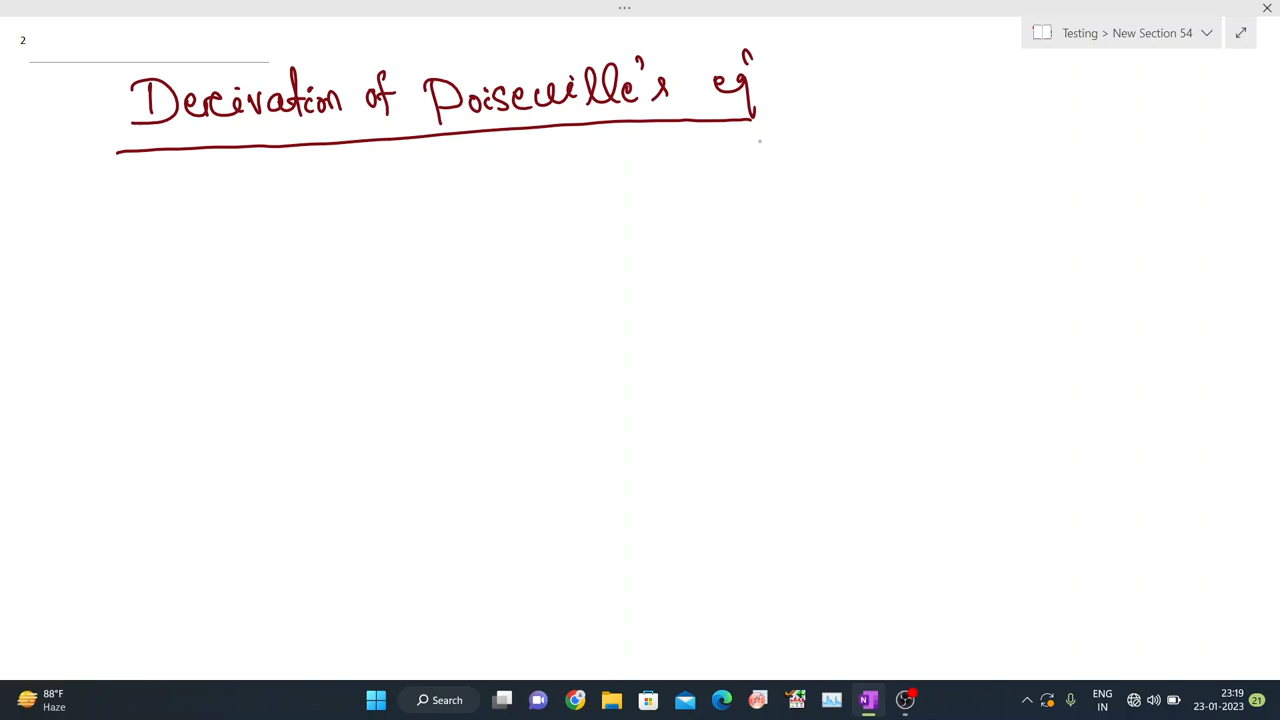 Testing > New Section 54
2
Derivation of Poiseuille's eqn
88°F
Haze
Search
ENG
IN
23:19
23-01-2023
21